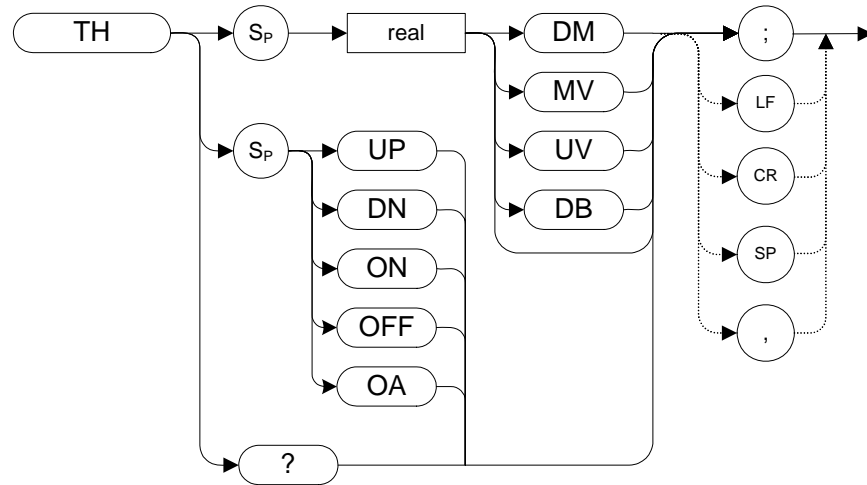 TH SP real DM ;
MV LF
SP UP UV CR
DN DB SP
ON
OFF ,
OA
?